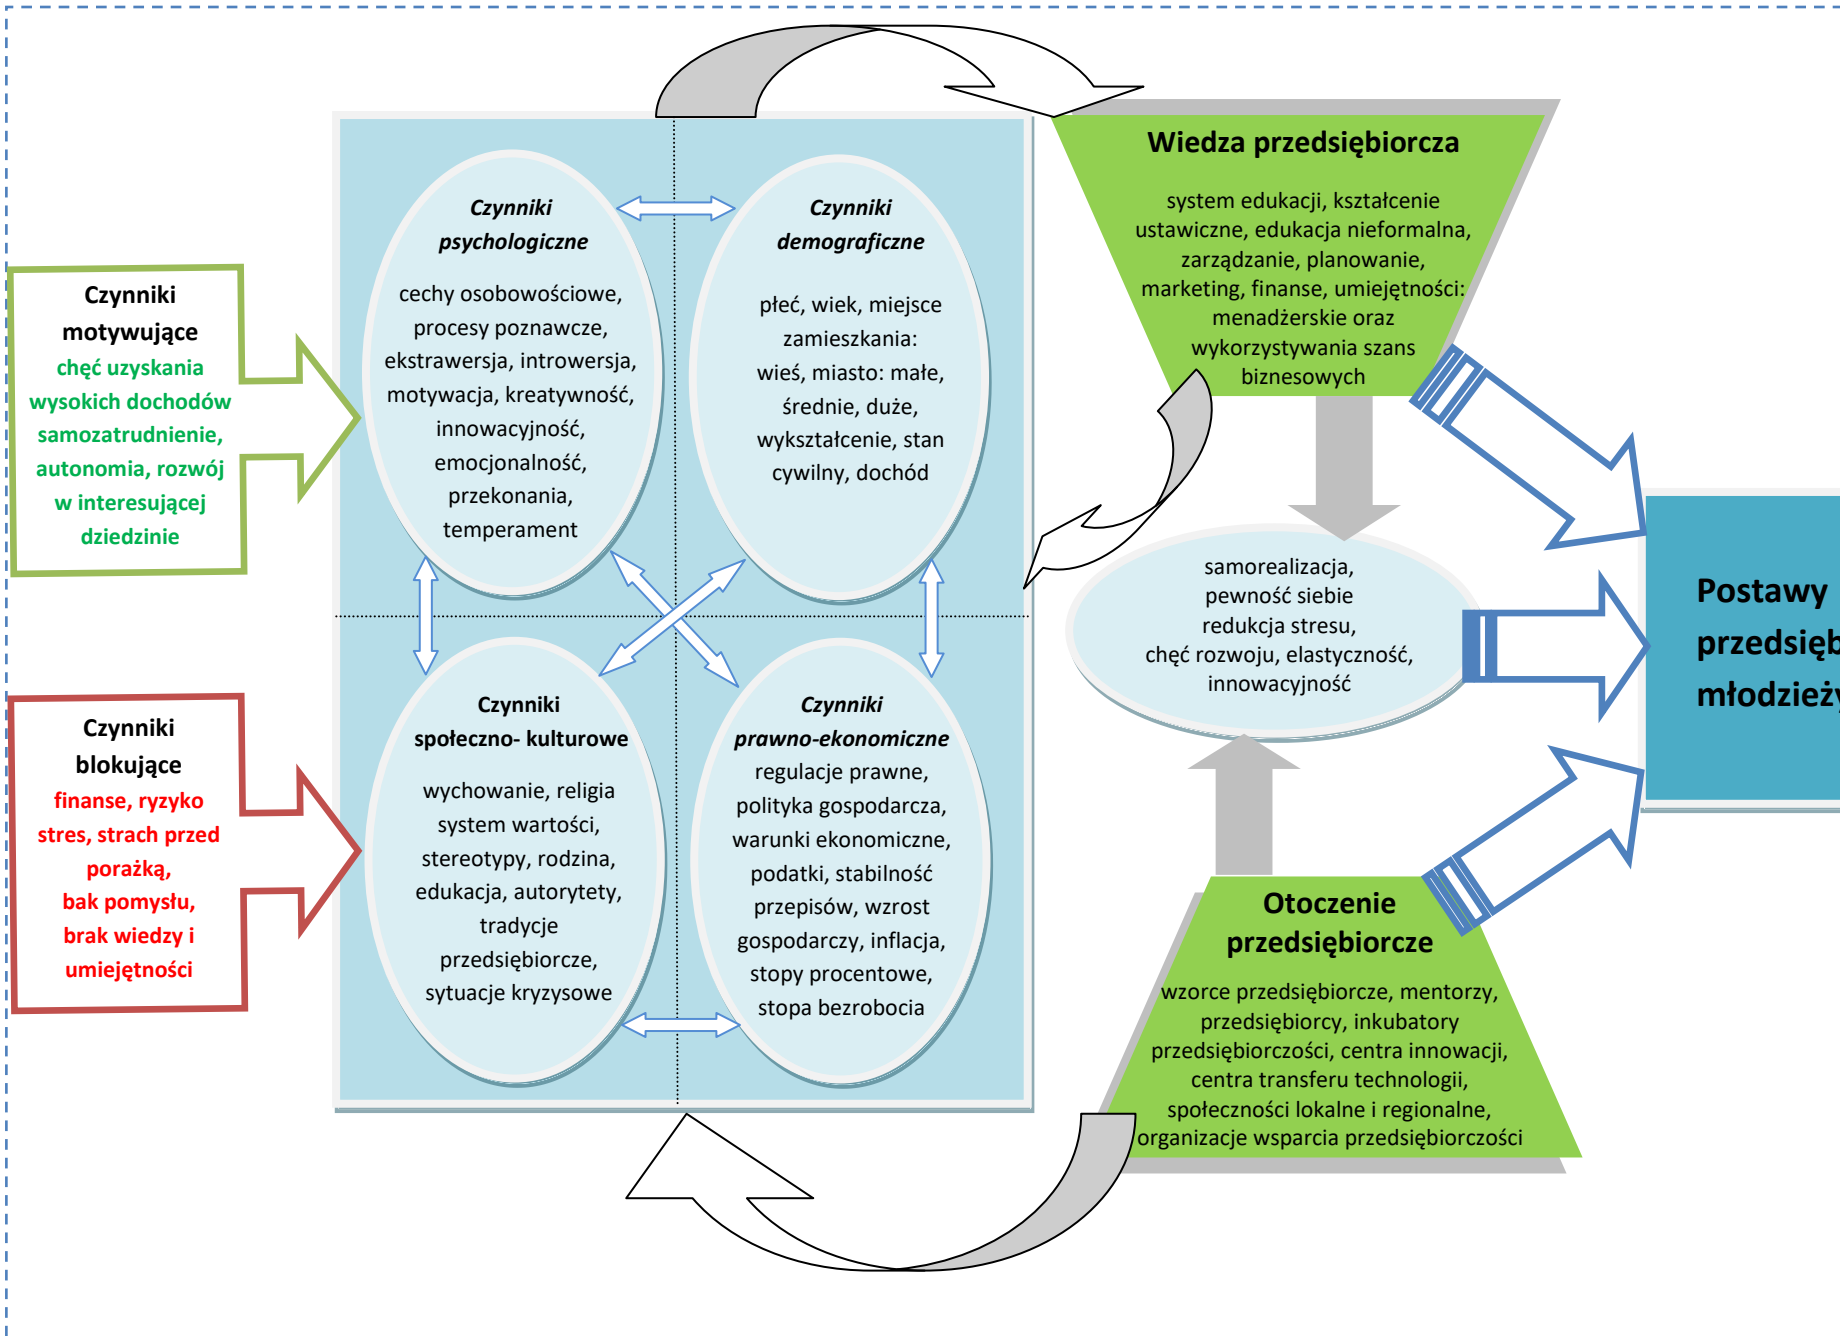 Czynniki
motywujące
chęć uzyskania
wysokich dochodów
samozatrudnienie,
autonomia, rozwój
w interesującej
dziedzinie
Czynniki
blokujące
finanse, ryzyko
stres, strach przed
porażką,
bak pomysłu,
brak wiedzy i
umiejętności
Czynniki
psychologiczne
cechy osobowościowe,
procesy poznawcze,
ekstrawersja, introwersja,
motywacja, kreatywność,
innowacyjność,
emocjonalność,
przekonania,
temperament
Czynniki
demograficzne
płeć, wiek, miejsce
zamieszkania:
wieś, miasto: małe,
średnie, duże,
wykształcenie, stan
cywilny, dochód
Czynniki
społeczno- kulturowe
wychowanie, religia
system wartości,
stereotypy, rodzina,
edukacja, autorytety,
tradycje
przedsiębiorcze,
sytuacje kryzysowe
Czynniki
prawno-ekonomiczne
regulacje prawne,
polityka gospodarcza,
warunki ekonomiczne,
podatki, stabilność
przepisów, wzrost
gospodarczy, inflacja,
stopy procentowe,
stopa bezrobocia
Wiedza przedsiębiorcza
system edukacji, kształcenie
ustawiczne, edukacja nieformalna,
zarządzanie, planowanie,
marketing, finanse, umiejętności:
menadżerskie oraz
wykorzystywania szans
biznesowych
samorealizacja,
pewność siebie
redukcja stresu,
chęć rozwoju, elastyczność,
innowacyjność
Otoczenie
przedsiębiorcze
wzorce przedsiębiorcze, mentorzy,
przedsiębiorcy, inkubatory
przedsiębiorczości, centra innowacji,
centra transferu technologii,
społeczności lokalne i regionalne,
organizacje wsparcia przedsiębiorczości
Postawy
przedsięb
młodzieży